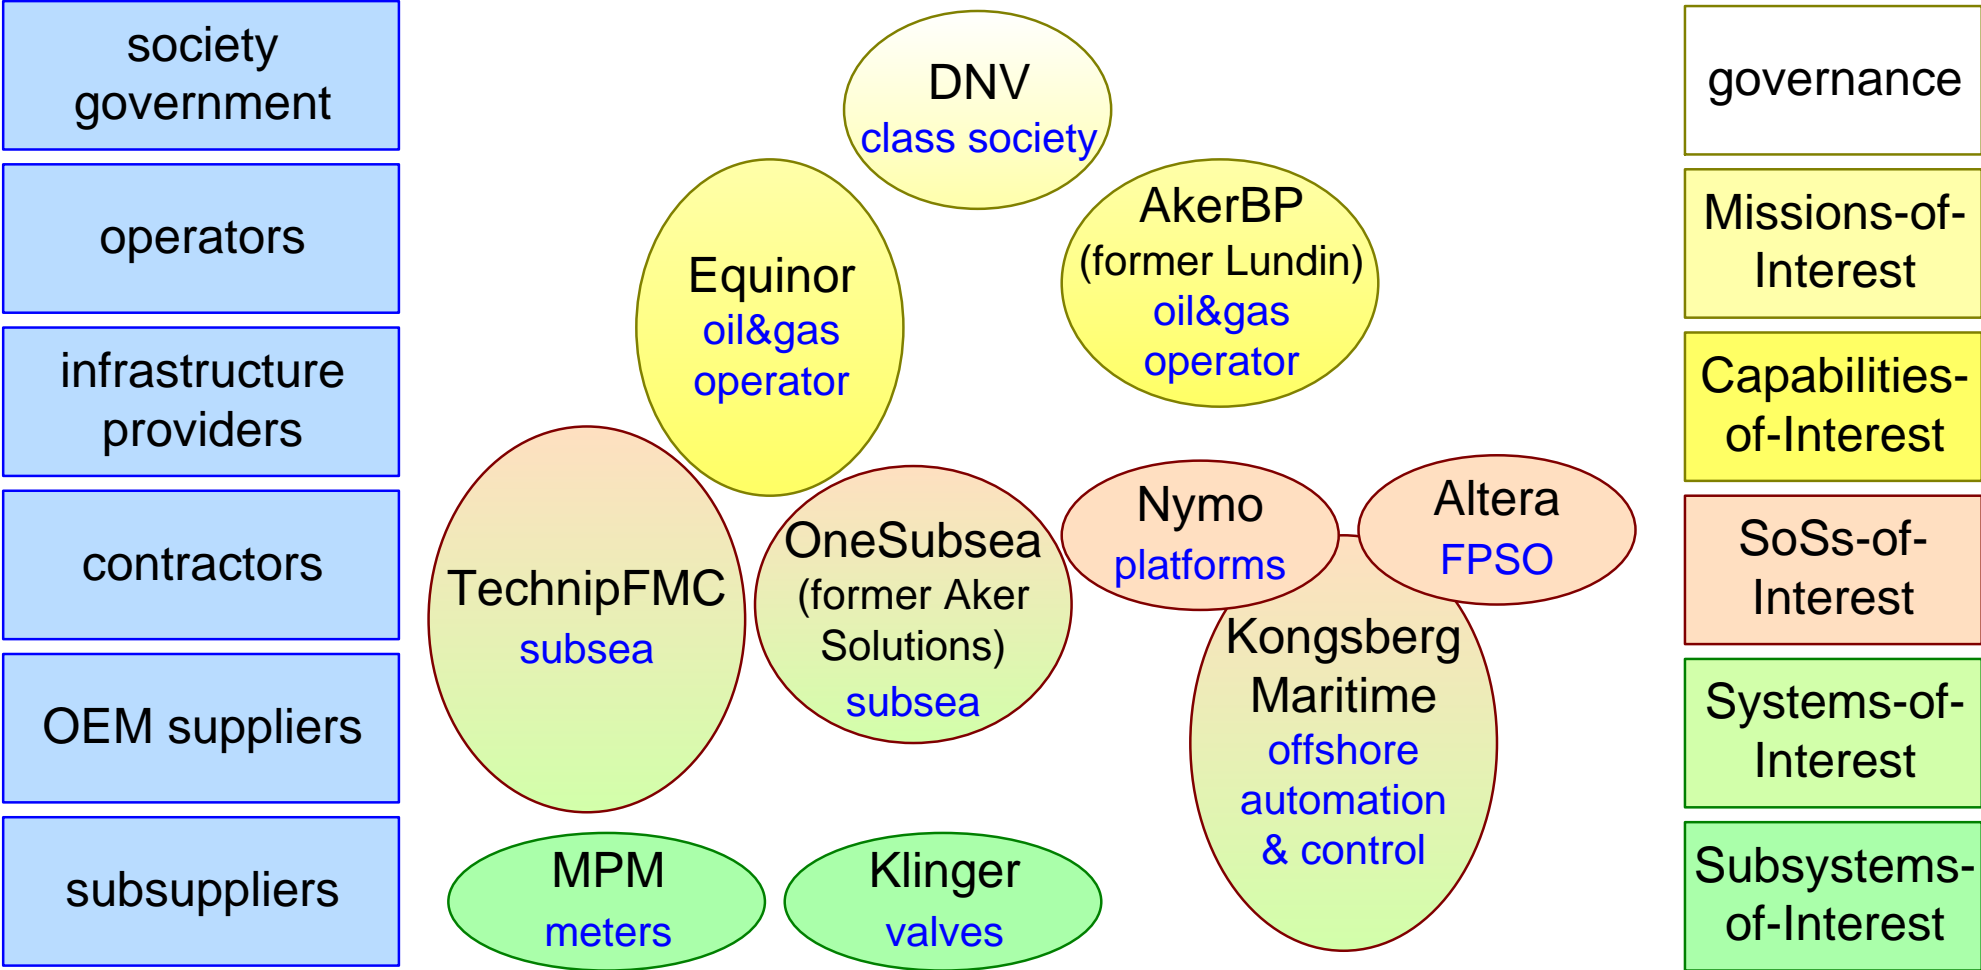 society
government
operators
infrastructure
providers
contractors
OEM suppliers
subsuppliers
DNV
class society
Equinor
oil&gas
operator
AkerBP
(former Lundin)
oil&gas
operator
TechnipFMC
subsea
OneSubsea
(former Aker
Solutions)
subsea
Nymo
platforms
Altera
FPSO
Kongsberg
Maritime
offshore
automation
& control
MPM
meters
Klinger
valves
governance
Missions-of-
Interest
Capabilities-
of-Interest
SoSs-of-
Interest
Systems-of-
Interest
Subsystems-
of-Interest